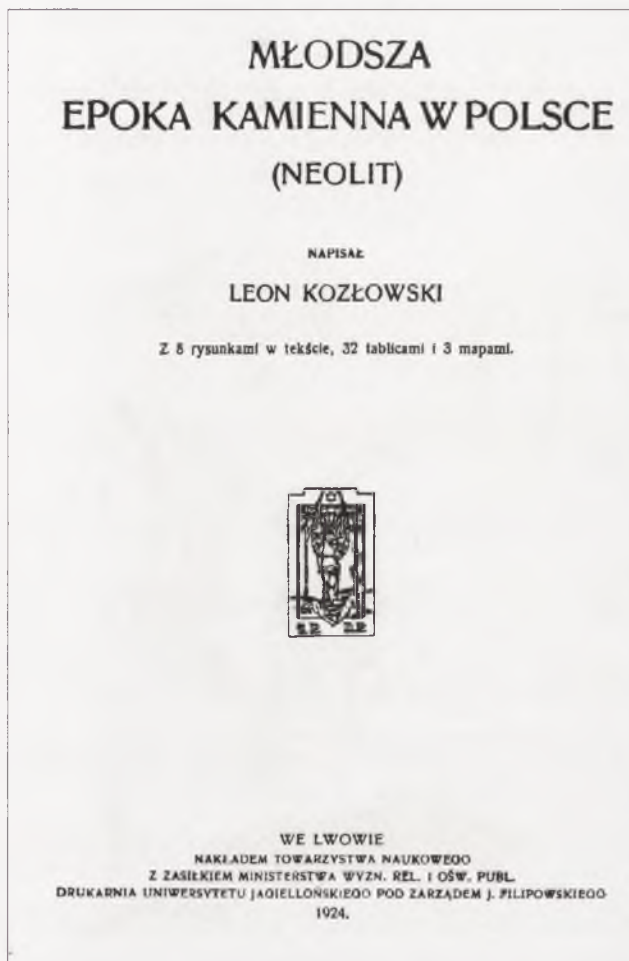 MŁODSZA
EPOKA KAMIENNA W POLSCE
(NEOLIT)
NAPISAŁ
LEON KOZŁOWSKI
Z 8 rysunkami w tekście, 32 tablicami i 3 mapami.
WE LWOWIE
NAKŁADEM TOWARZYSTWA NAUKOWEGO
Z ZASIŁKIEM MINISTERSTWA WYZN. REL. I OŚW. PUBL.
DRUKARNIA UNIWERSYTETU JAGIELLOŃSKIEGO POD ZARZĄDEM J. FILIPOWSKIEGO
1924.